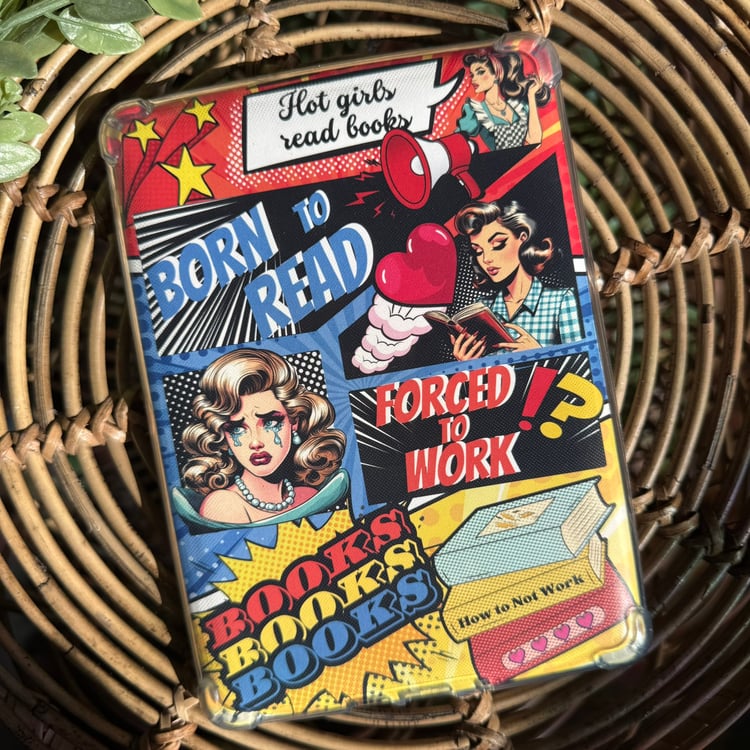 Hot girls
read books
BORN TO
READ
FORCED
TO
WORK
!?
BOOKS
BOOKS
BOOKS
How to Not Work